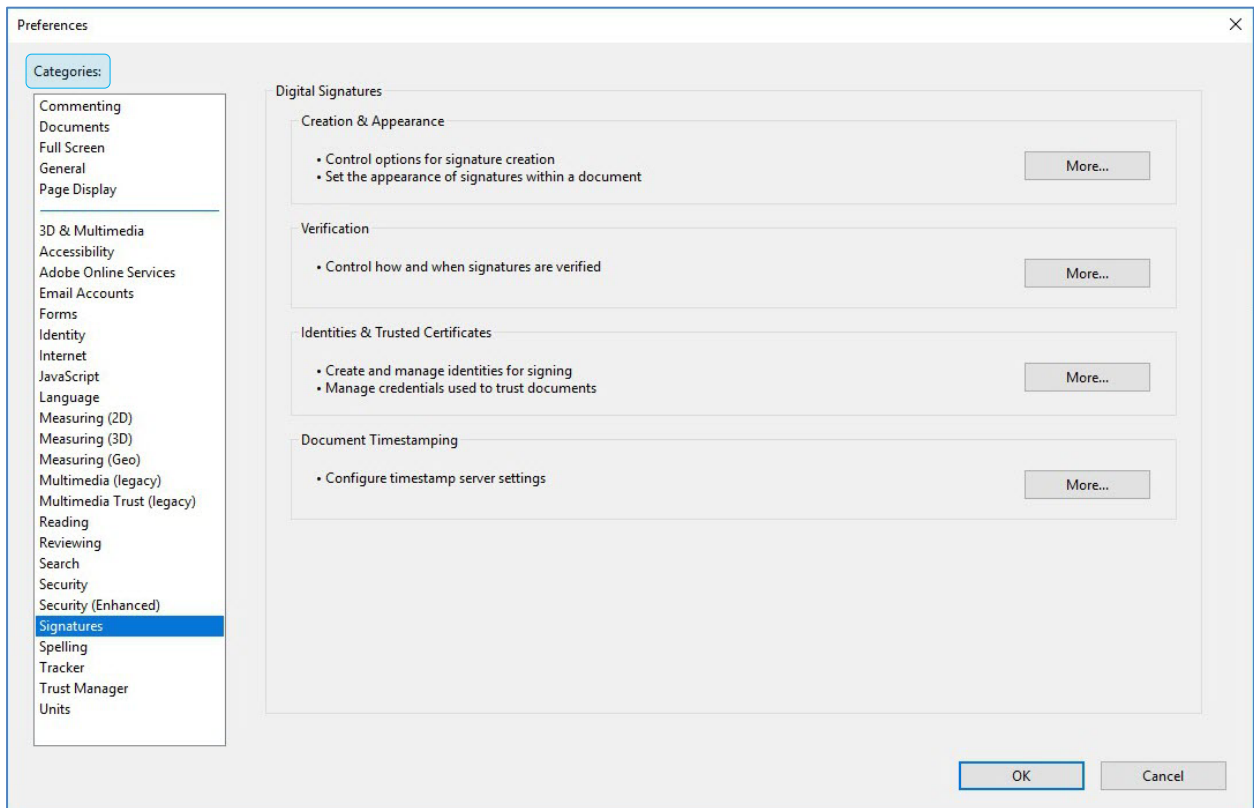 Preferences
Categories:
Commenting
Documents
Full Screen
General
Page Display
3D & Multimedia
Accessibility
Adobe Online Services
Email Accounts
Forms
Identity
Internet
JavaScript
Language
Measuring (2D)
Measuring (3D)
Measuring (Geo)
Multimedia (legacy)
Multimedia Trust (legacy)
Reading
Reviewing
Search
Security
Security (Enhanced)
Signatures
Spelling
Tracker
Trust Manager
Units
Digital Signatures
Creation & Appearance
• Control options for signature creation
• Set the appearance of signatures within a document
More...
Verification
• Control how and when signatures are verified
More...
Identities & Trusted Certificates
• Create and manage identities for signing
• Manage credentials used to trust documents
More...
Document Timestamping
• Configure timestamp server settings
More...
OK
Cancel